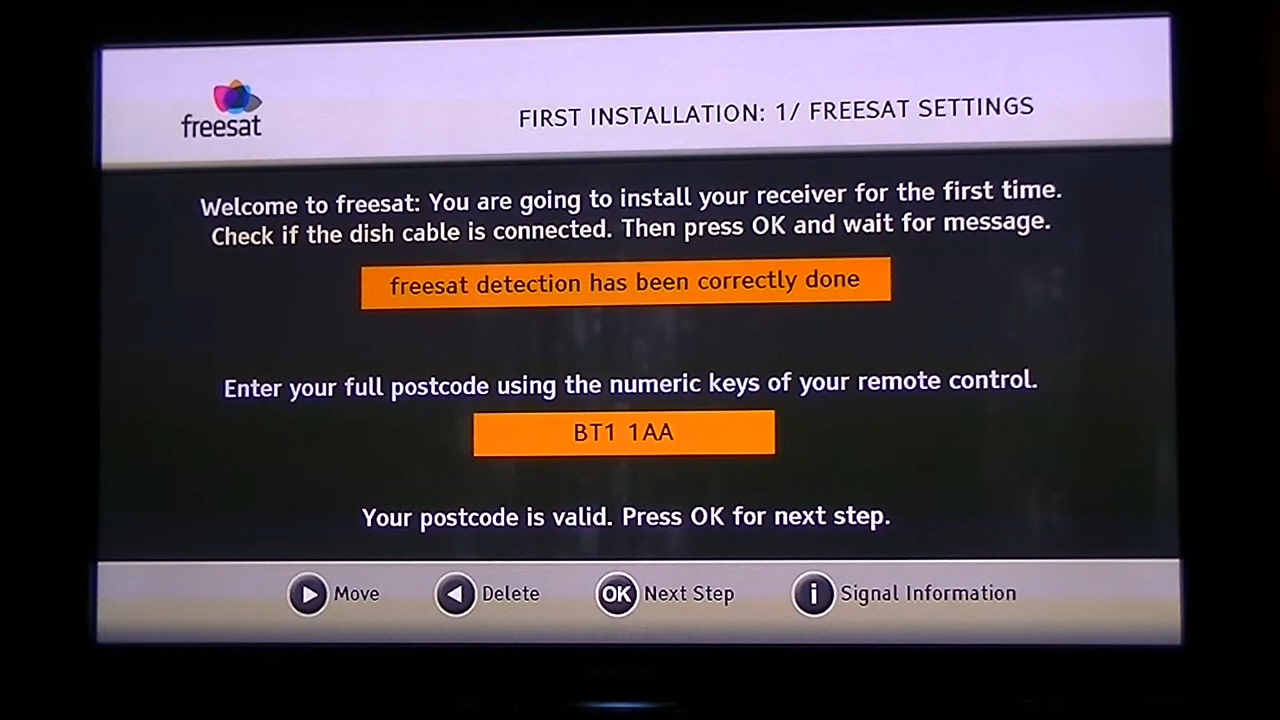 freesat
FIRST INSTALLATION: 1/ FREESAT SETTINGS
Welcome to freesat: You are going to install your receiver for the first time.
Check if the dish cable is connected. Then press OK and wait for message.
freesat detection has been correctly done
Enter your full postcode using the numeric keys of your remote control.
BT1 1AA
Your postcode is valid. Press OK for next step.
Move Delete OK Next Step i Signal Information